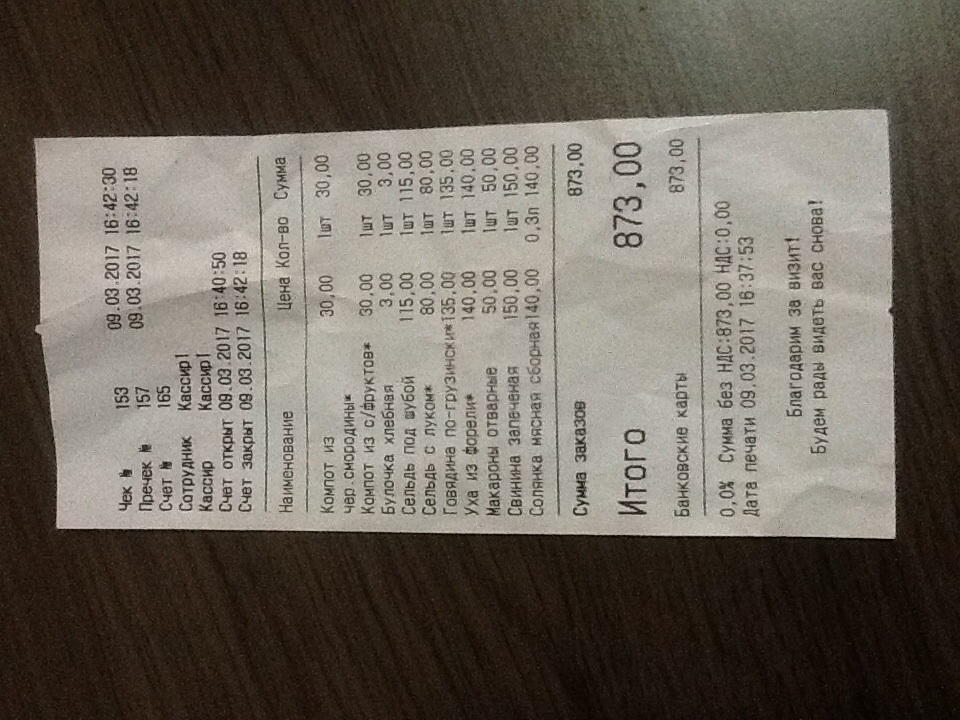 Чек № 153 09.03.2017 16:42:30
Пречек № 157 09.03.2017 16:42:18
Счет № 165
Сотрудник Кассир!
Кассир Кассир!
Счет открыт 09.03.2017 16:40:50
Счет закрыт 09.03.2017 16:42:18
Наименование Цена Кол-во Сумма
Компот из 30,00 1шт 30,00
чер.смородины*
Компот из с/фруктов* 30,00 1шт 30,00
Булочка хлебная 3,00 1шт 3,00
Сельдь под шубой 115,00 1шт 115,00
Сельдь с луком* 80,00 1шт 80,00
Говядина по-грузински*135,00 1шт 135,00
Уха из форели* 140,00 1шт 140,00
Макароны отварные 50,00 1шт 50,00
Свинина запеченая 150,00 1шт 150,00
Солянка мясная сборная140,00 0,3л 140,00
Сумма заказов 873,00
Итого 873,00
Банковские карты 873,00
0,0% Сумма без НДС:873,00 НДС:0,00
Дата печати 09.03.2017 16:37:53
Благодарим за визит!
Будем рады видеть вас снова!